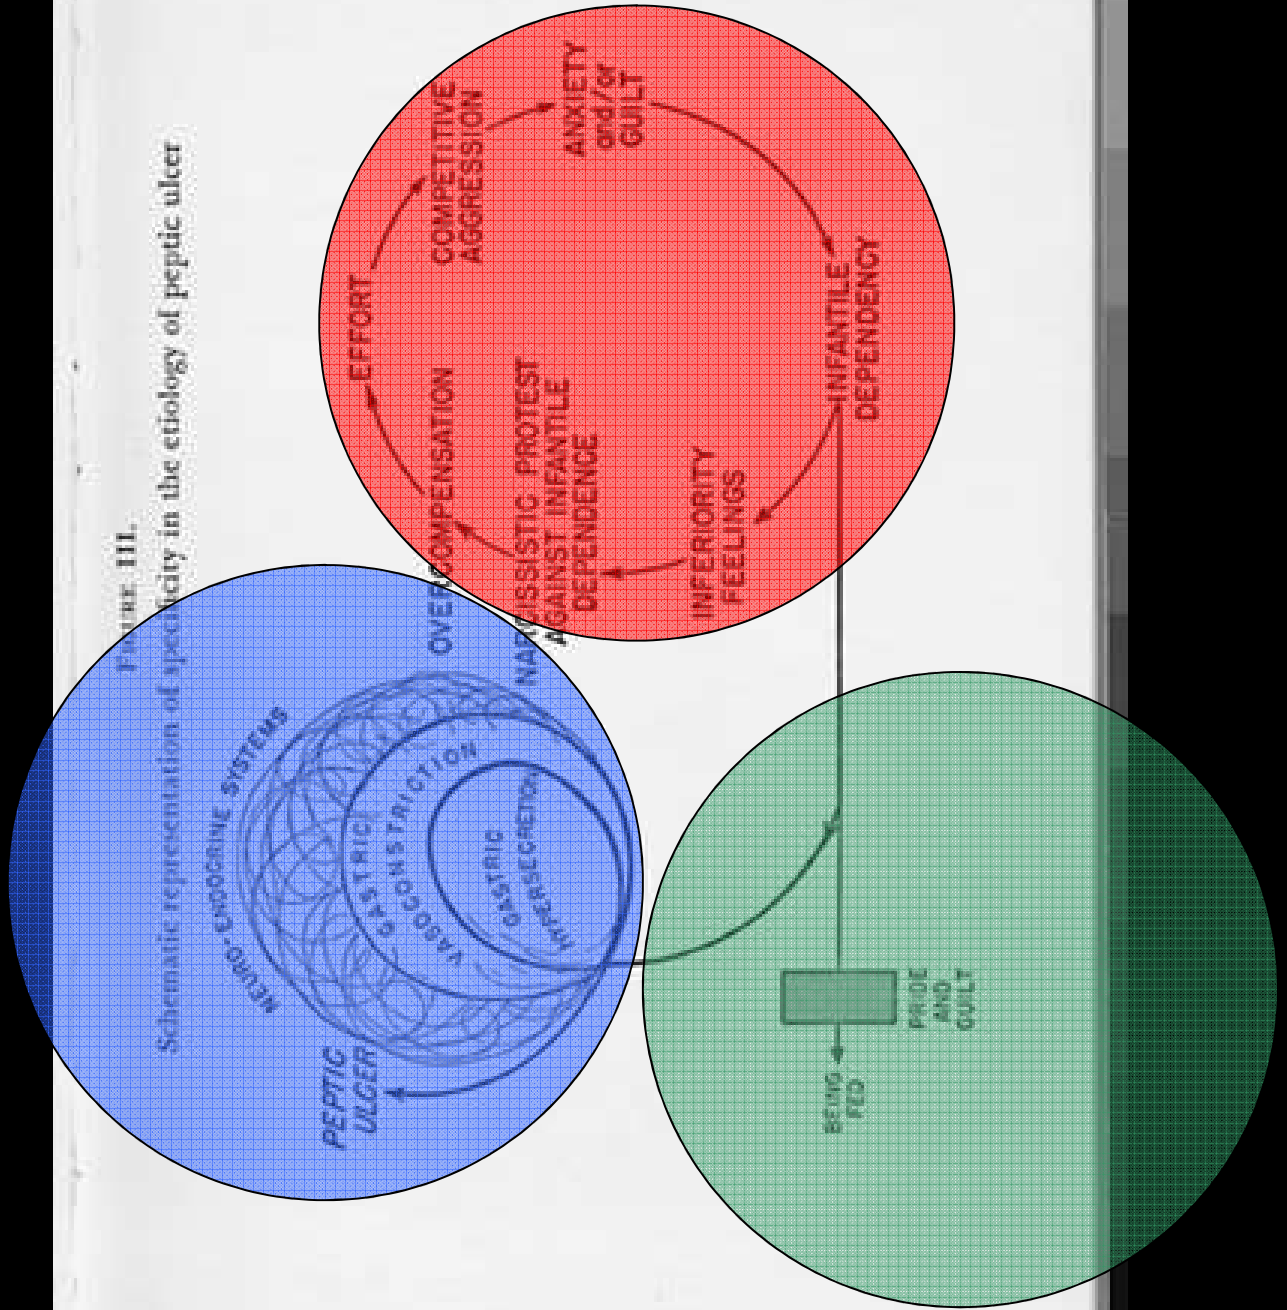 FIGURE III.
Schematic representation of specificity in the etiology of peptic ulcer
EFFORT
COMPETITIVE
AGGRESSION
ANXIETY
and/or
GUILT
INFANTILE
DEPENDENCY
INFERIORITY
FEELINGS
NARCISSISTIC PROTEST
AGAINST INFANTILE
DEPENDENCE
OVERCOMPENSATION
NEURO-ENDOCRINE SYSTEMS
GASTRIC
VASOCONSTRICTION
GASTRIC
HYPERSECRETION
PEPTIC
ULCER
PRIDE
AND
GUILT
BEING
FED